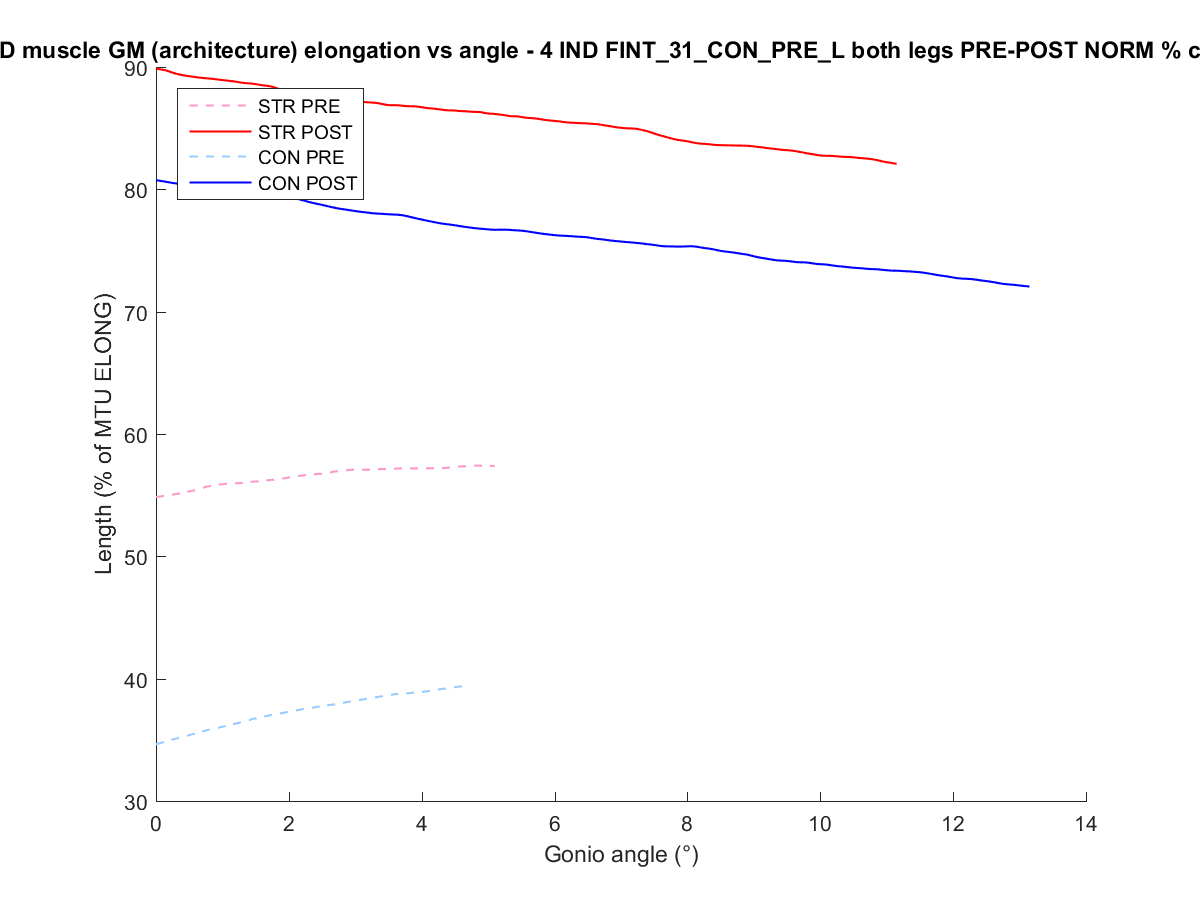 D muscle GM (architecture) elongation vs angle - 4 IND FINT_31_CON_PRE_L both legs PRE-POST NORM % c
90
80
70
60
50
40
30
Length (% of MTU ELONG)
STR PRE
STR POST
CON PRE
CON POST
0 2 4 6 8 10 12 14
Gonio angle (°)